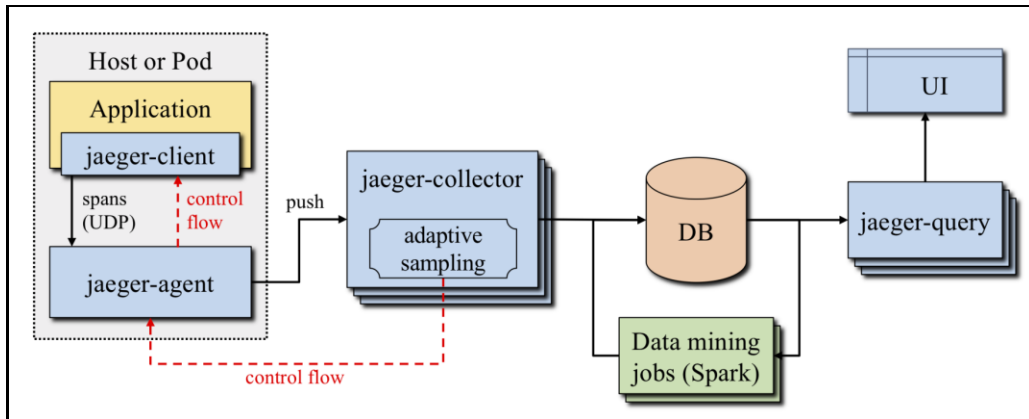 Host or Pod
Application
jaeger-client
spans
(UDP)
control
flow
jaeger-agent
push
jaeger-collector
adaptive
sampling
control flow
DB
Data mining
jobs (Spark)
UI
jaeger-query